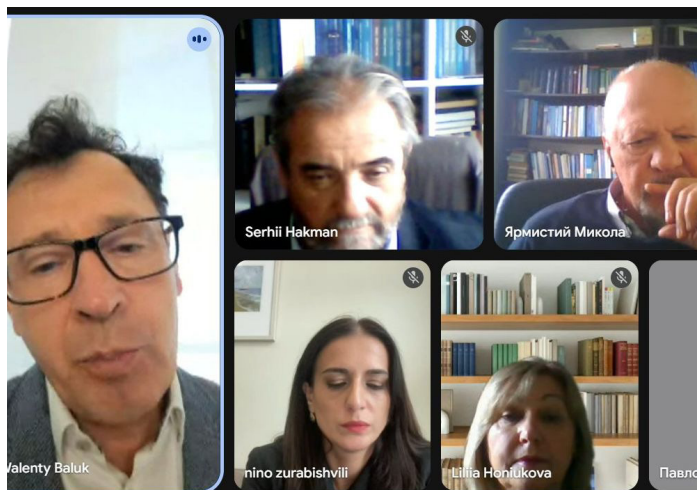 Serhii Hakman
Ярмистий Микола
Valenty Baluk
nino zurabishvili
Liliia Honiukova
Павло